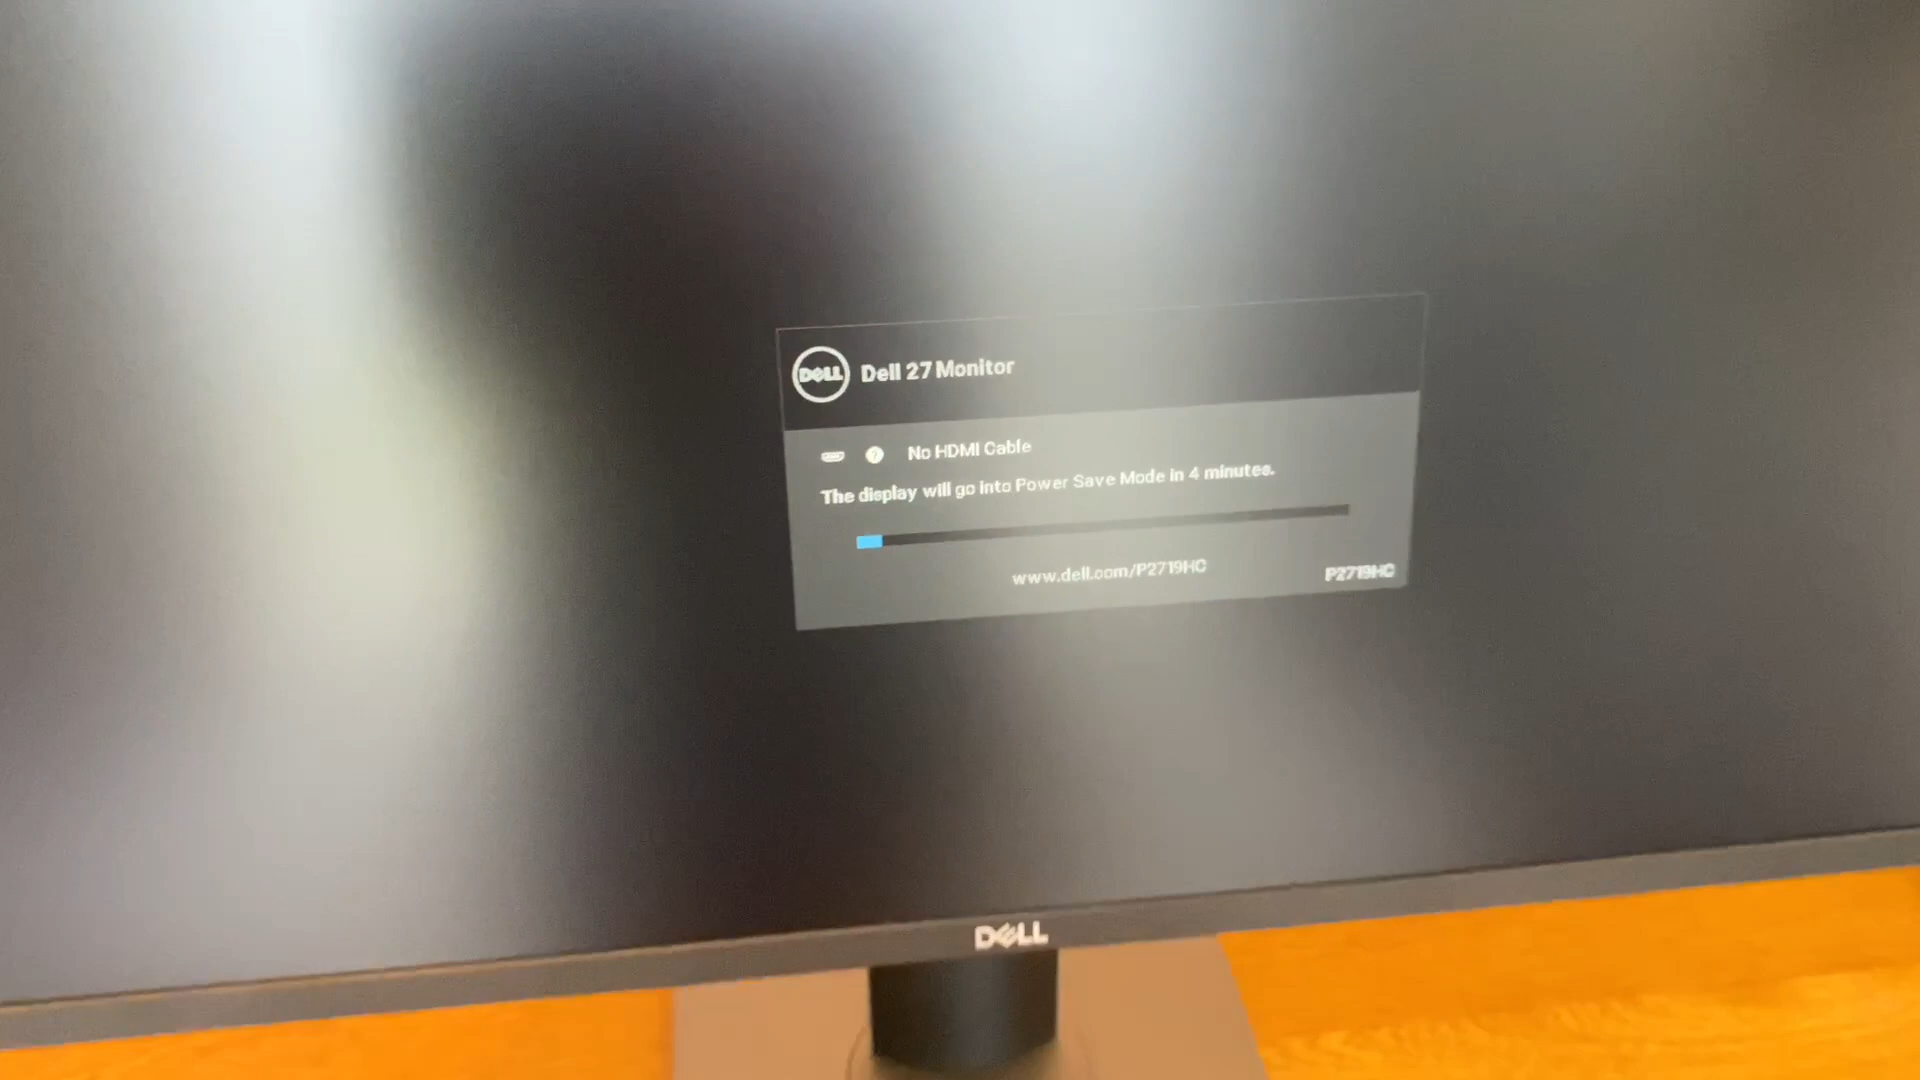 DELL
Dell 27 Monitor
? No HDMI Cable
The display will go into Power Save Mode in 4 minutes.
www.dell.com/P2719HC
P2719HC
DELL